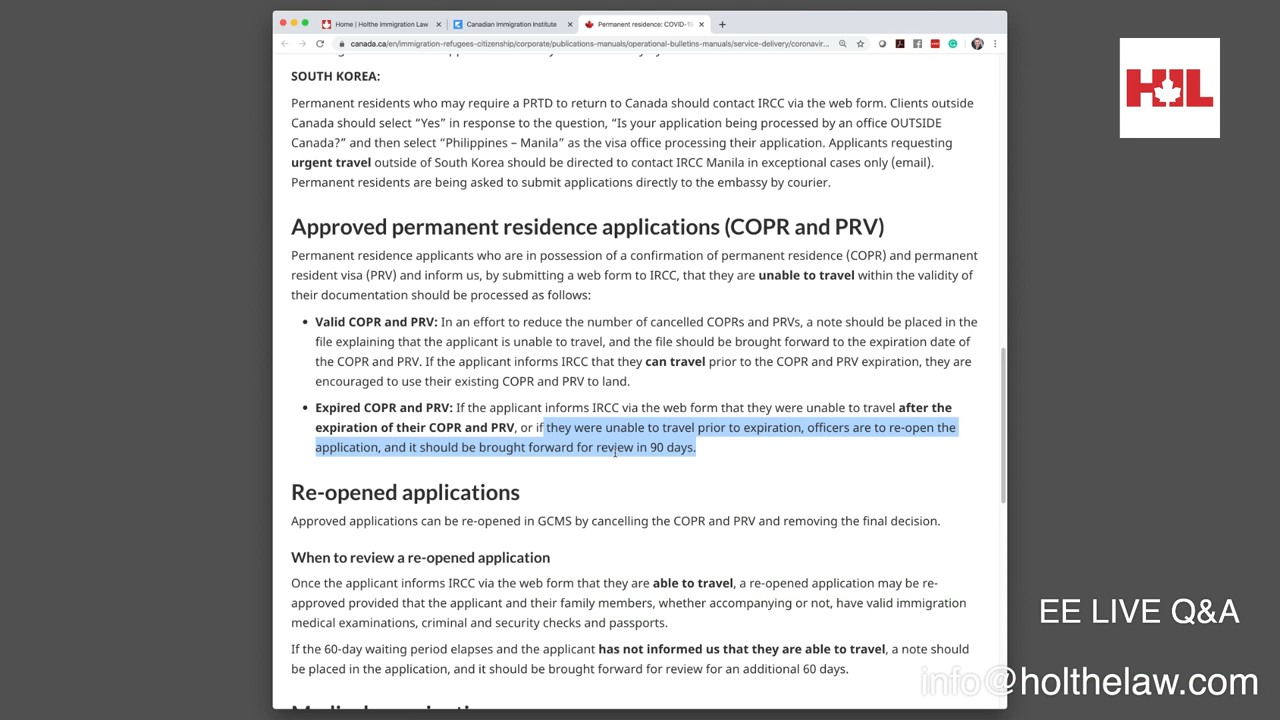 Home | Holthe Immigration Law
Canadian Immigration Institute
Permanent residence: COVID-19
canada.ca/en/immigration-refugees-citizenship/corporate/publications-manuals/operational-bulletins-manuals/service-delivery/coronavir...
SOUTH KOREA:
Permanent residents who may require a PRTD to return to Canada should contact IRCC via the web form. Clients outside
Canada should select “Yes” in response to the question, “Is your application being processed by an office OUTSIDE
Canada?” and then select “Philippines – Manila” as the visa office processing their application. Applicants requesting
urgent travel outside of South Korea should be directed to contact IRCC Manila in exceptional cases only (email).
Permanent residents are being asked to submit applications directly to the embassy by courier.
Approved permanent residence applications (COPR and PRV)
Permanent residence applicants who are in possession of a confirmation of permanent residence (COPR) and permanent
resident visa (PRV) and inform us, by submitting a web form to IRCC, that they are unable to travel within the validity of
their documentation should be processed as follows:
• Valid COPR and PRV: In an effort to reduce the number of cancelled COPRs and PRVs, a note should be placed in the
file explaining that the applicant is unable to travel, and the file should be brought forward to the expiration date of
the COPR and PRV. If the applicant informs IRCC that they can travel prior to the COPR and PRV expiration, they are
encouraged to use their existing COPR and PRV to land.
• Expired COPR and PRV: If the applicant informs IRCC via the web form that they were unable to travel after the
expiration of their COPR and PRV, or if they were unable to travel prior to expiration, officers are to re-open the
application, and it should be brought forward for review in 90 days.
Re-opened applications
Approved applications can be re-opened in GCMS by cancelling the COPR and PRV and removing the final decision.
When to review a re-opened application
Once the applicant informs IRCC via the web form that they are able to travel, a re-opened application may be re-
approved provided that the applicant and their family members, whether accompanying or not, have valid immigration
medical examinations, criminal and security checks and passports.
If the 60-day waiting period elapses and the applicant has not informed us that they are able to travel, a note should
be placed in the application, and it should be brought forward for review for an additional 60 days.
HIL
EE LIVE Q&A
info@holthelaw.com